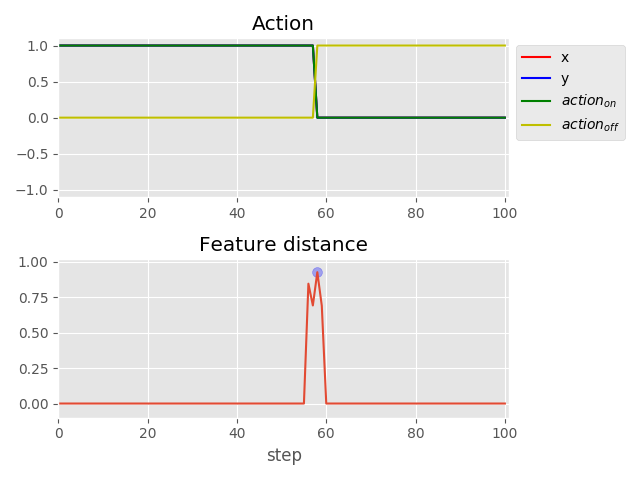 Action
1.0
0.5
0.0
−0.5
−1.0
0 20 40 60 80 100
x
y
action_on
action_off
Feature distance
1.00
0.75
0.50
0.25
0.00
0 20 40 60 80 100
step